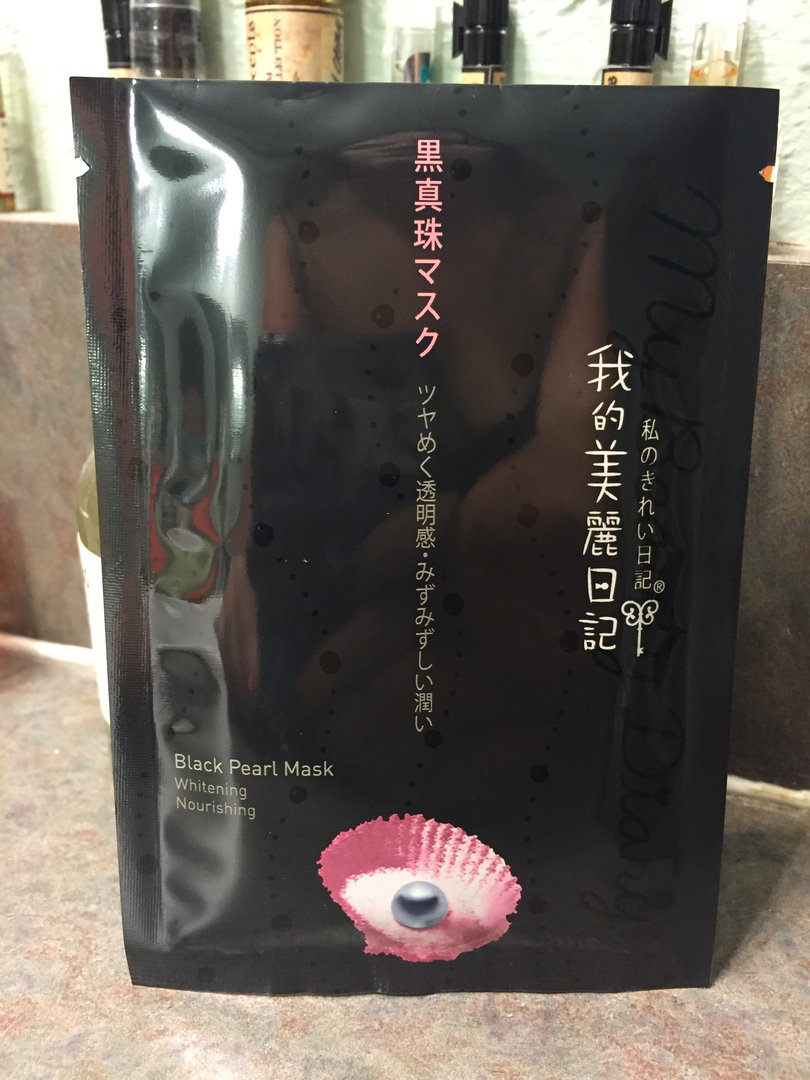 黒真珠マスク
ツヤめく透明感・みずみずしい潤い
我的美麗日記
私のきれい日記®
My Beauty Diary
Black Pearl Mask
Whitening
Nourishing